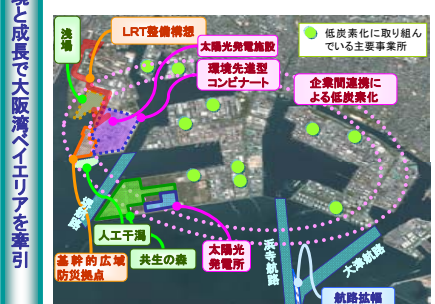 境と成長で大阪湾ベイエリアを牽引
浅場
LRT整備構想
低炭素化に取り組ん
でいる主要事業所
太陽光発電施設
環境先進型
コンビナート
企業間連携に
よる低炭素化
人工干潟
基幹的広域
防災拠点
共生の森
太陽光
発電所
浜寺航路
大津航路
航路拡幅